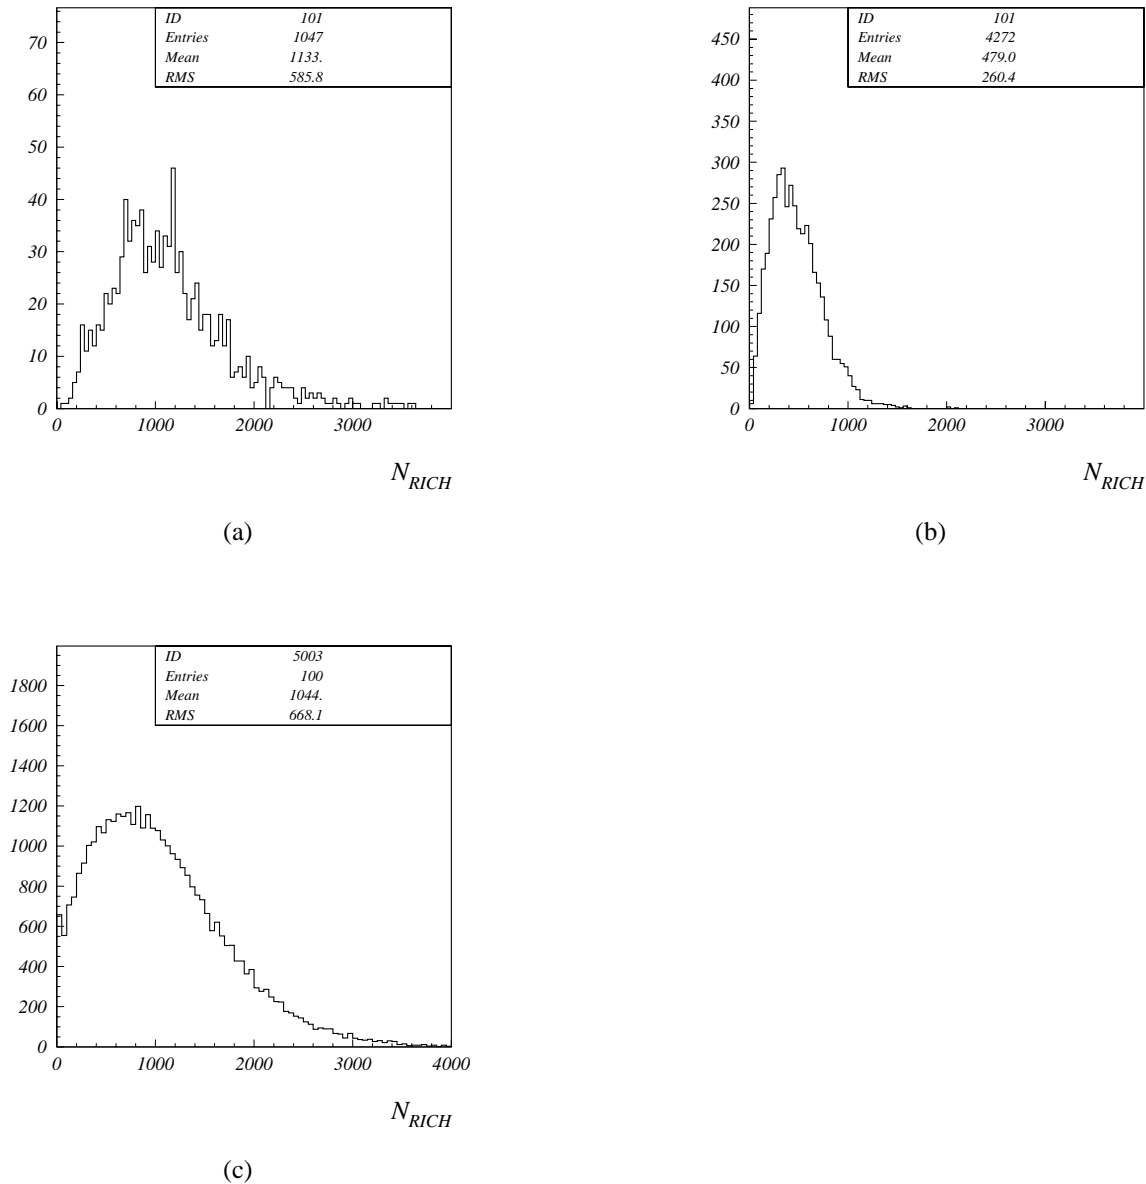 ID 101
Entries 1047
Mean 1133.
RMS 585.8
70
60
50
40
30
20
10
0
0 1000 2000 3000
N_RICH
(a)
ID 101
Entries 4272
Mean 479.0
RMS 260.4
450
400
350
300
250
200
150
100
50
0
0 1000 2000 3000
N_RICH
(b)
ID 5003
Entries 100
Mean 1044.
RMS 668.1
1800
1600
1400
1200
1000
800
600
400
200
0
0 1000 2000 3000 4000
N_RICH
(c)